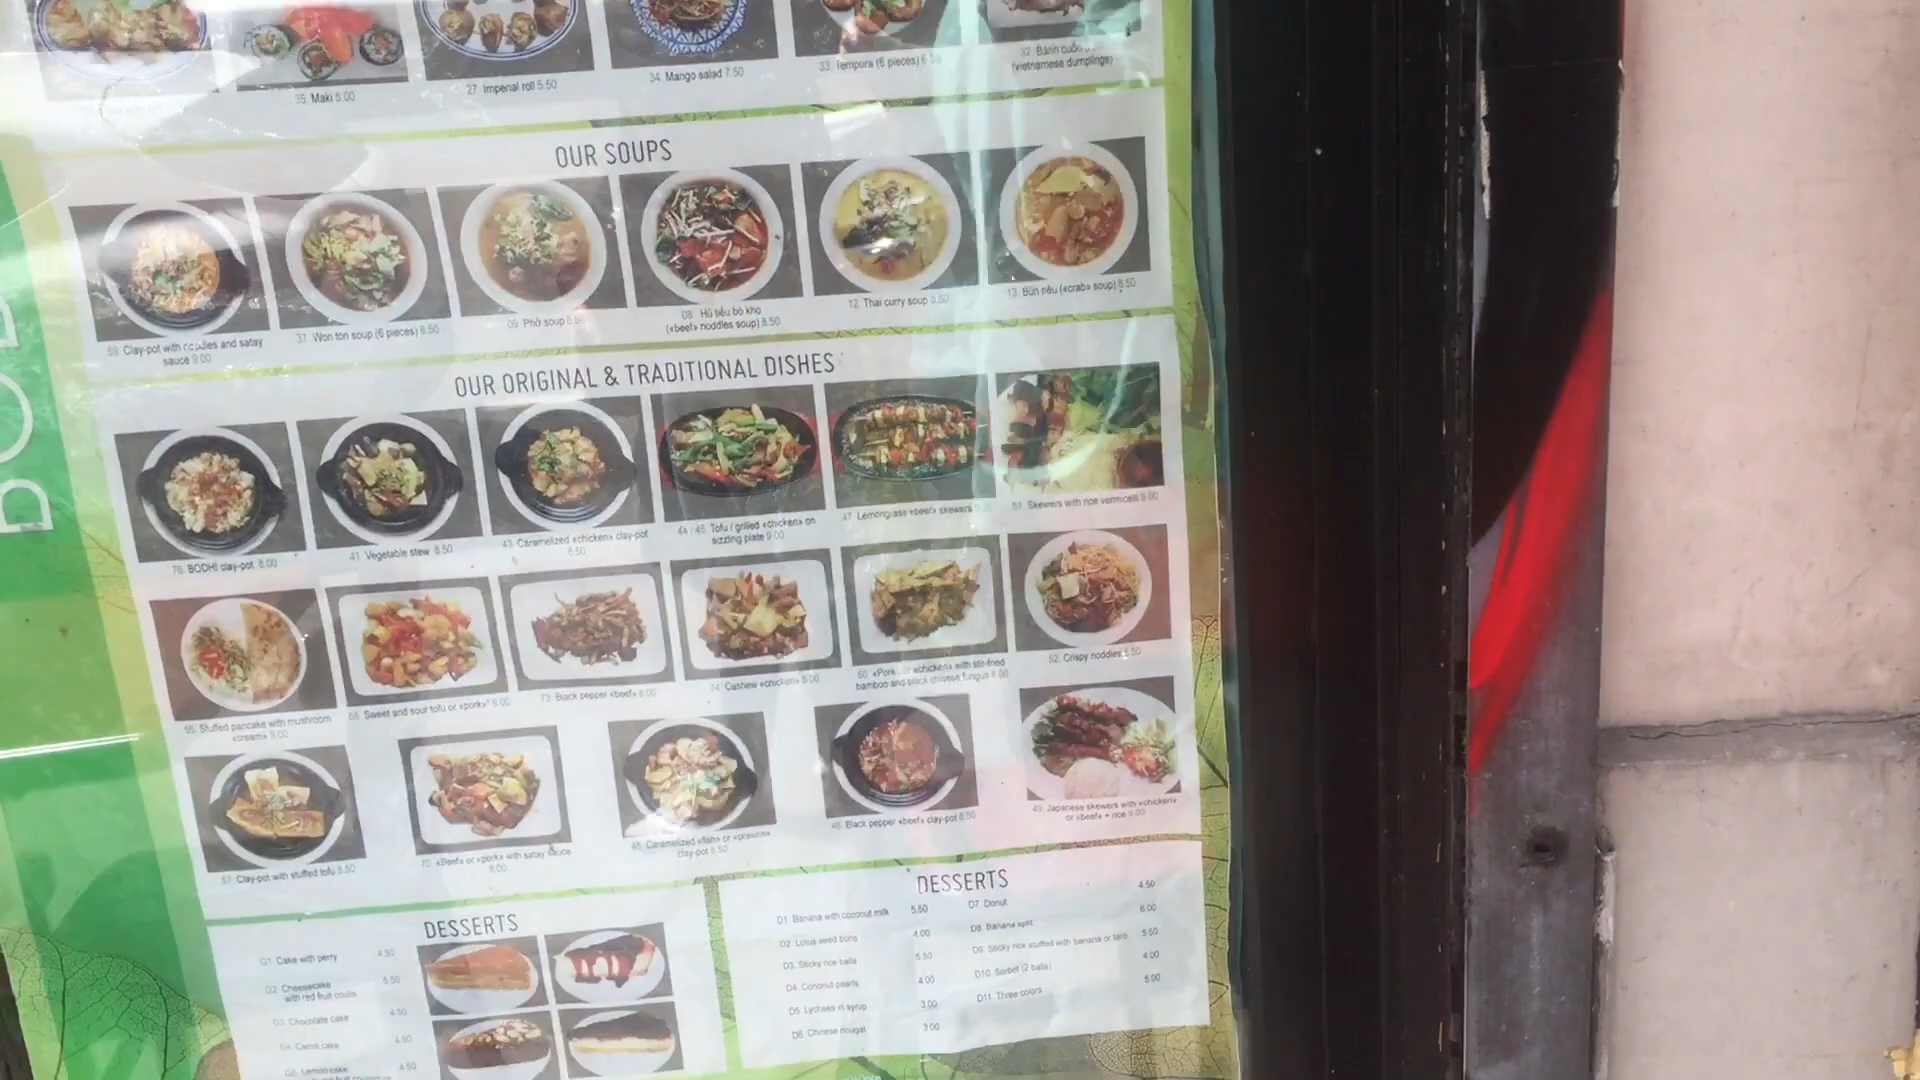 35. Maki 5.00
27 Imperial roll 5.50
34. Mango salad 7.50
33 Tempura (6 pieces)
32 Bánh cuốn
(vietnamese dumplings)
OUR SOUPS
59. Clay-pot with noodles and satay
sauce 9.00
37. Won ton soup (6 pieces) 8.50
09. Phở soup
08 Hủ tiếu bò kho
(«beef» noddles soup) 8.50
12. Thai curry soup 8.50
13. Bún riêu («crab» soup) 8.50
OUR ORIGINAL & TRADITIONAL DISHES
76. BODHI clay-pot 8.00
41. Vegetable stew 8.50
43. Caramelized «chicken» clay-pot
8.50
44 / 45. Tofu / grilled «chicken» on
sizzling plate 9.00
47. Lemongrass «beef» skewers
51. Skewers with rice vermicelli 9.00
55. Stuffed pancake with mushroom
«cream» 9.00
68. Sweet and sour tofu or «pork» 8.00
73. Black pepper «beef» 8.00
74. Cashew «chicken» 8.00
60. «Pork «chicken» with stir-fried
bamboo and black chinese fungus 8.00
52. Crispy noddles 8.50
57. Clay-pot with stuffed tofu 8.50
70. «Beef» or «pork» with satay sauce
8.00
48. Caramelized «fish» or «prawns»
clay-pot 8.50
46. Black pepper «beef» clay-pot 8.50
49. Japanese skewers with «chicken»
or «beef» + rice 9.00
DESSERTS
G1. Cake with perry 4.50
G2. Cheesecake
with red fruit coulis 5.50
G3. Chocolate cake 4.50
G4. Carrot cake 4.50
G5. Lemon cake 4.50
DESSERTS
D1. Banana with coconut milk 5.50
D2. Lotus seed buns 4.00
D3. Sticky rice balls 5.50
D4. Coconut pearls 4.00
D5. Lychees in syrup 3.00
D6. Chinese nougat 3.00
D7. Donut 4.50
D8. Banana split 6.00
D9. Sticky rice stuffed with banana or taro 5.50
D10. Sorbet (2 balls) 4.00
D11. Three colors 5.00